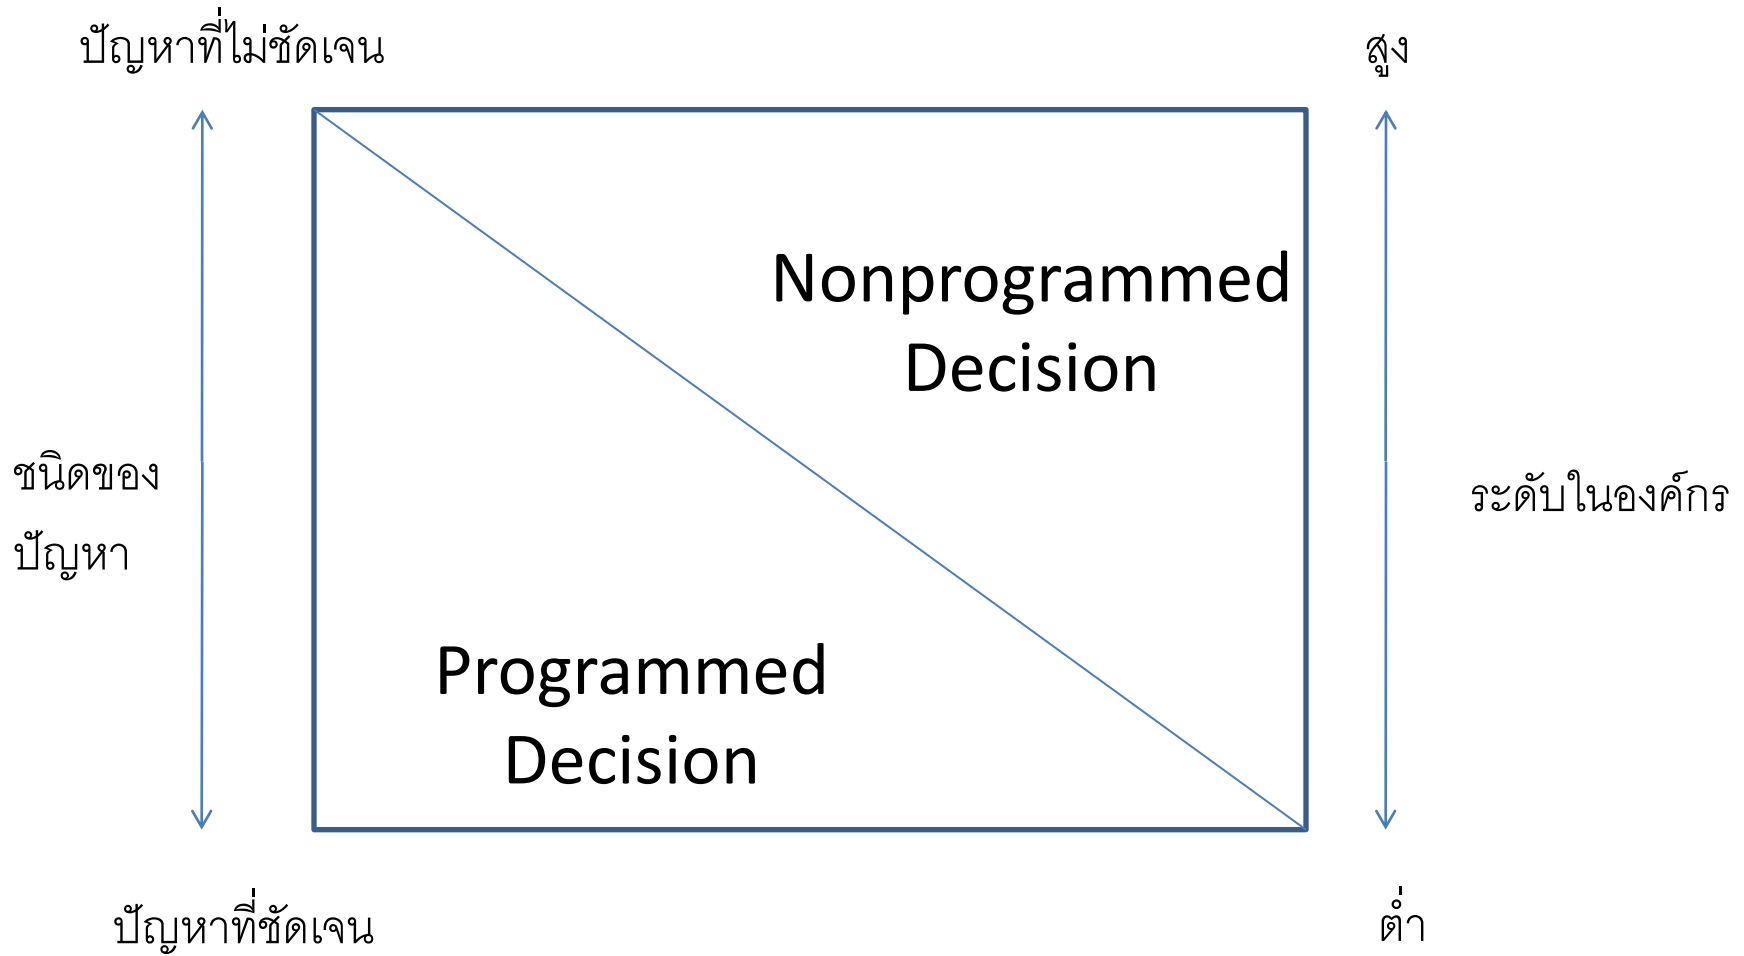 ปัญหาที่ไม่ชัดเจน
สูง
Nonprogrammed
Decision
ชนิดของ
ปัญหา
ระดับในองค์กร
Programmed
Decision
ปัญหาที่ชัดเจน
ต่ำ